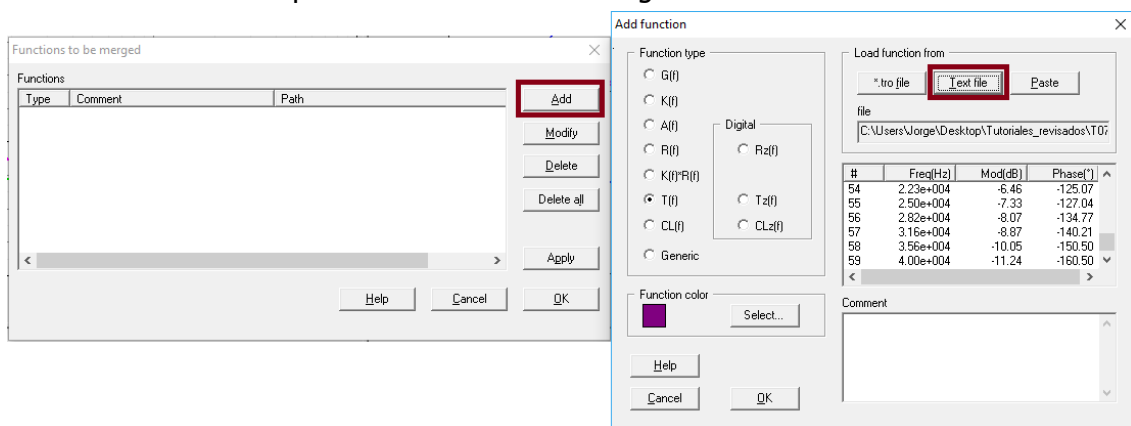 Functions to be merged
Functions
Type Comment Path
Add
Modify
Delete
Delete all
Apply
Help Cancel OK
Add function
Function type
G(f)
K(f)
A(f)
R(f)
K(f)*R(f)
T(f)
CL(f)
Generic
Digital
Rz(f)
Tz(f)
CLz(f)
Load function from
*.tro file Text file Paste
file
C:\Users\Jorge\Desktop\Tutoriales_revisados\T07
# Freq(Hz) Mod(dB) Phase(°)
54 2.23e+004 -6.46 -125.07
55 2.50e+004 -7.33 -127.04
56 2.82e+004 -8.07 -134.77
57 3.16e+004 -8.87 -140.21
58 3.56e+004 -10.05 -150.50
59 4.00e+004 -11.24 -160.50
Function color
Select...
Comment
Help
Cancel OK